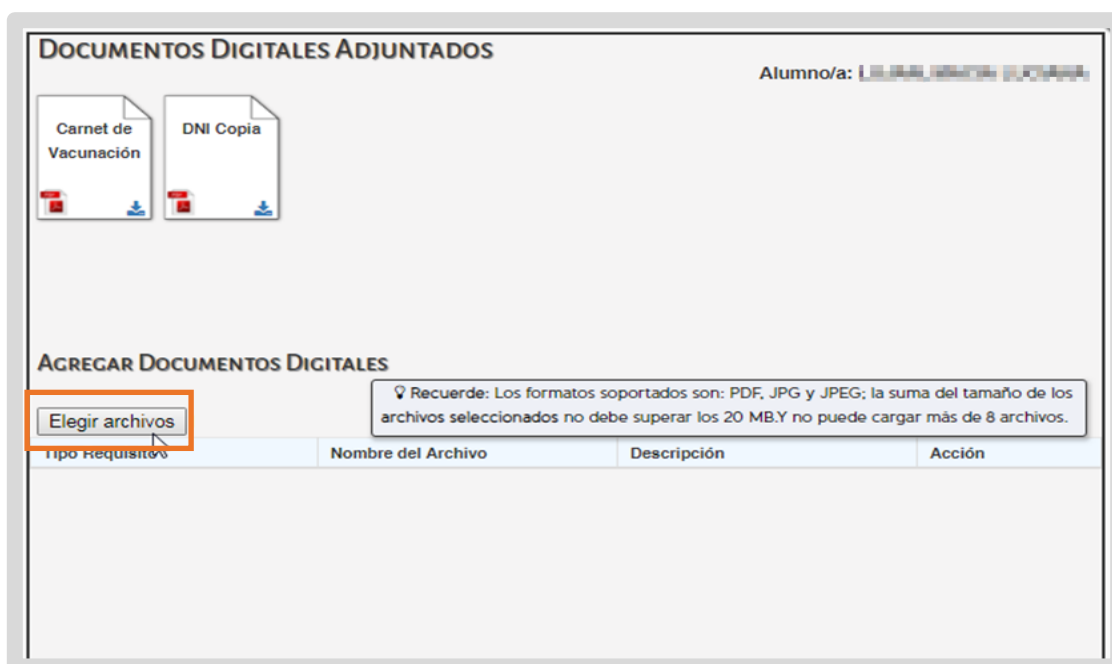 DOCUMENTOS DIGITALES ADJUNTADOS
Alumno/a:
Carnet de
Vacunación
DNI Copia
AGREGAR DOCUMENTOS DIGITALES
Recuerde: Los formatos soportados son: PDF, JPG y JPEG; la suma del tamaño de los
archivos seleccionados no debe superar los 20 MB.Y no puede cargar más de 8 archivos.
Elegir archivos
Tipo Requisito Nombre del Archivo Descripción Acción